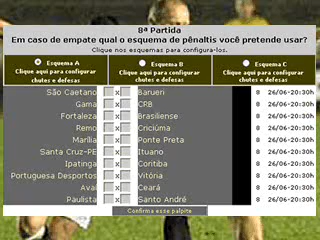 8ª Partida
Em caso de empate qual o esquema de pênaltis você pretende usar?
Clique nos esquemas para configura-los.
Esquema A Esquema B Esquema C
Clique aqui para configurar Clique aqui para configurar Clique aqui para configurar
chutes e defesas chutes e defesas chutes e defesas
São Caetano x Barueri 8 26/06-20:30h
Gama x CRB 8 26/06-20:30h
Fortaleza x Brasiliense 8 26/06-20:30h
Remo x Criciúma 8 26/06-20:30h
Marília x Ponte Preta 8 26/06-20:30h
Santa Cruz-PE x Ituano 8 26/06-20:30h
Ipatinga x Coritiba 8 26/06-20:30h
Portuguesa Desportos x Vitória 8 26/06-20:30h
Avaí x Ceará 8 26/06-20:30h
Paulista x Santo André 8 26/06-20:30h
Confirma esse palpite